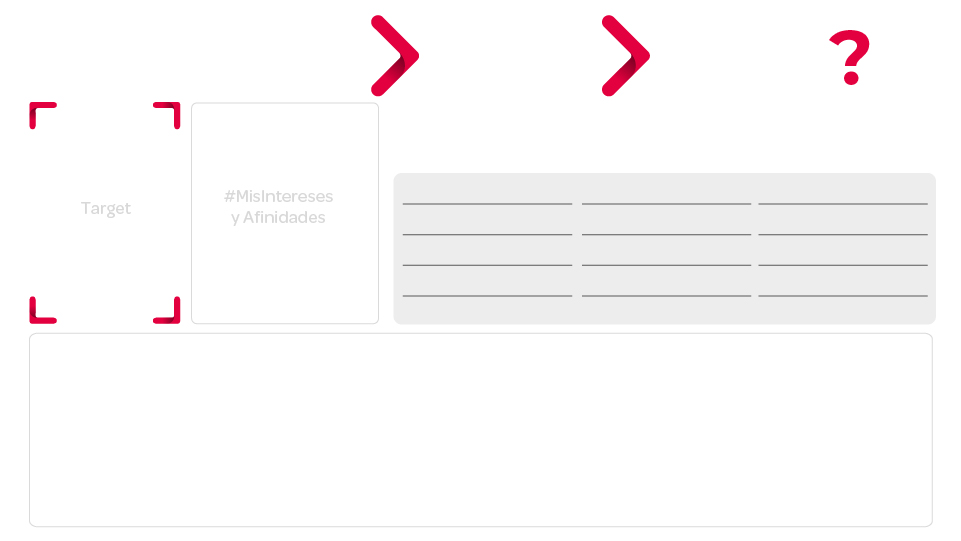 ?
Target
#MisIntereses
y Afinidades